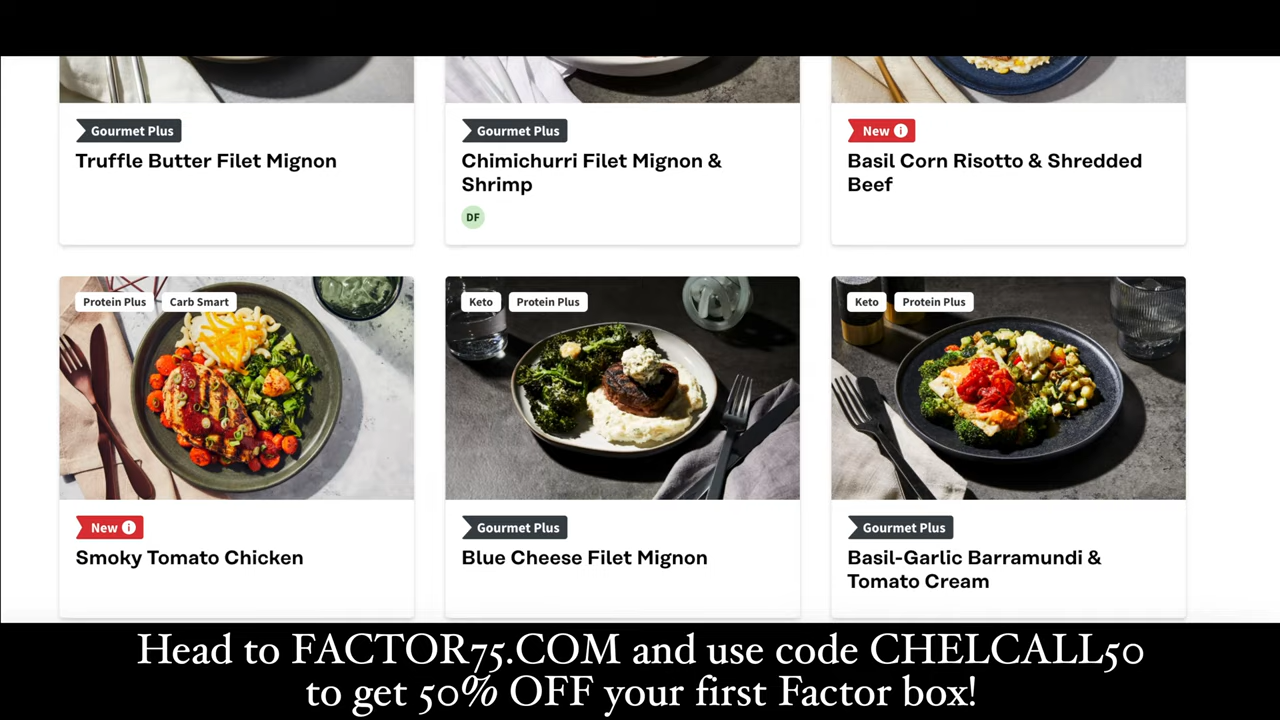 Gourmet Plus
Truffle Butter Filet Mignon
Gourmet Plus
Chimichurri Filet Mignon &
Shrimp
DF
New i
Basil Corn Risotto & Shredded
Beef
Protein Plus Carb Smart
New i
Smoky Tomato Chicken
Keto Protein Plus
Gourmet Plus
Blue Cheese Filet Mignon
Keto Protein Plus
Gourmet Plus
Basil-Garlic Barramundi &
Tomato Cream
Head to FACTOR75.COM and use code CHELCALL50
to get 50% OFF your first Factor box!